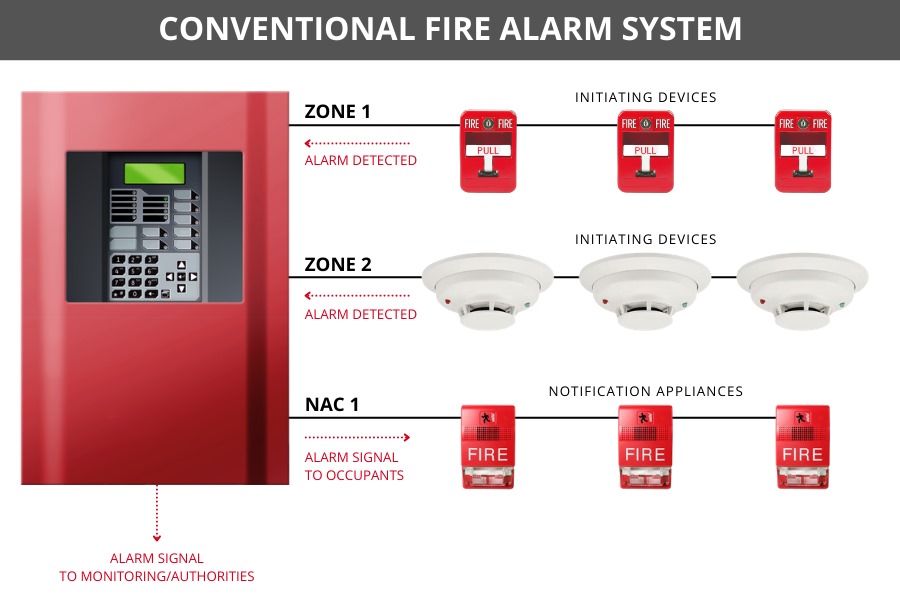 CONVENTIONAL FIRE ALARM SYSTEM
ZONE 1
INITIATING DEVICES
FIRE FIRE
PULL
FIRE FIRE
PULL
FIRE FIRE
PULL
ALARM DETECTED
ZONE 2
INITIATING DEVICES
ALARM DETECTED
NAC 1
NOTIFICATION APPLIANCES
FIRE
FIRE
FIRE
ALARM SIGNAL
TO OCCUPANTS
ALARM SIGNAL
TO MONITORING/AUTHORITIES